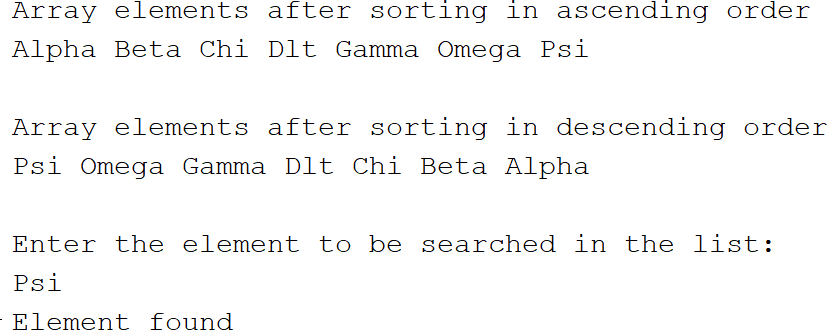 Array elements after sorting in ascending order
Alpha Beta Chi Dlt Gamma Omega Psi
Array elements after sorting in descending order
Psi Omega Gamma Dlt Chi Beta Alpha
Enter the element to be searched in the list:
Psi
Element found